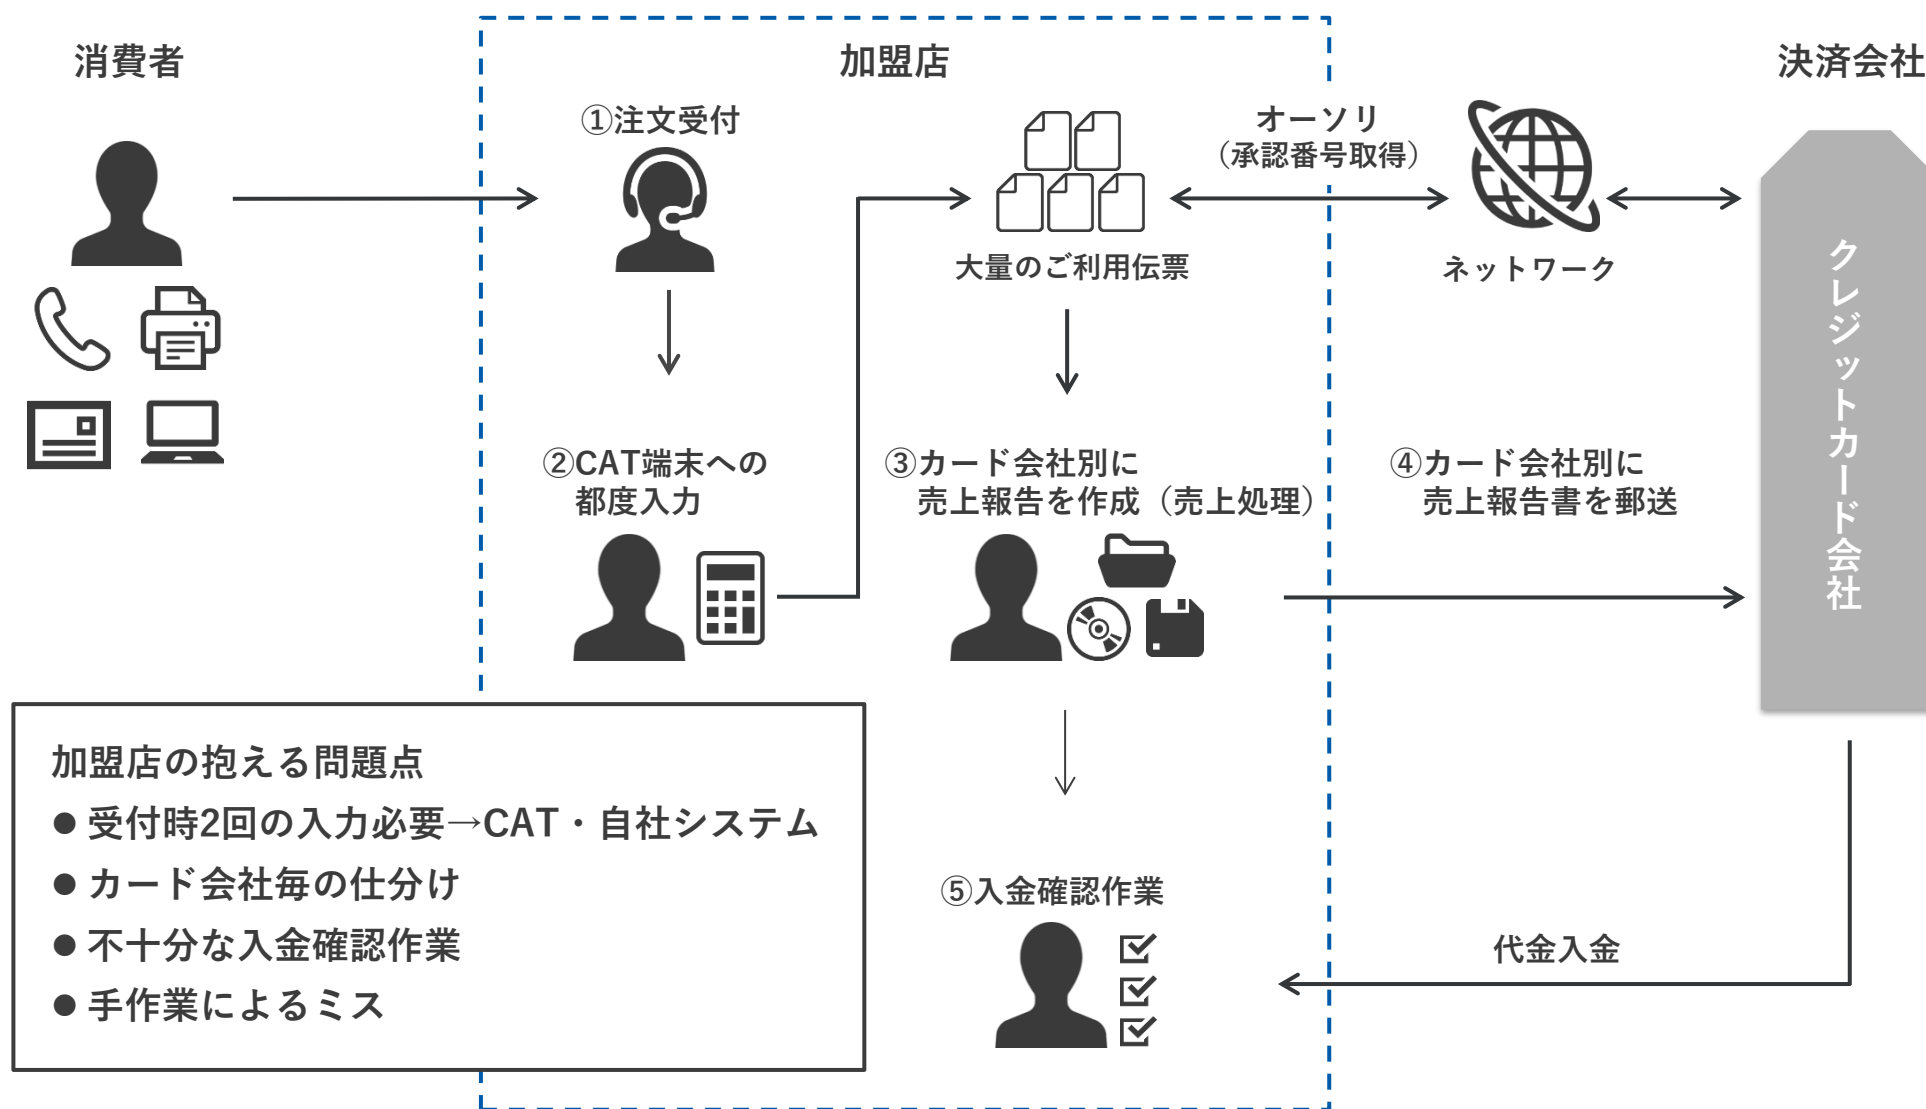 消費者
加盟店
決済会社
①注文受付
オーソリ
（承認番号取得）
大量のご利用伝票
ネットワーク
クレジットカード会社
②CAT端末への
都度入力
③カード会社別に
売上報告を作成（売上処理）
④カード会社別に
売上報告書を郵送
加盟店の抱える問題点
● 受付時2回の入力必要→CAT・自社システム
● カード会社毎の仕分け
● 不十分な入金確認作業
● 手作業によるミス
⑤入金確認作業
代金入金